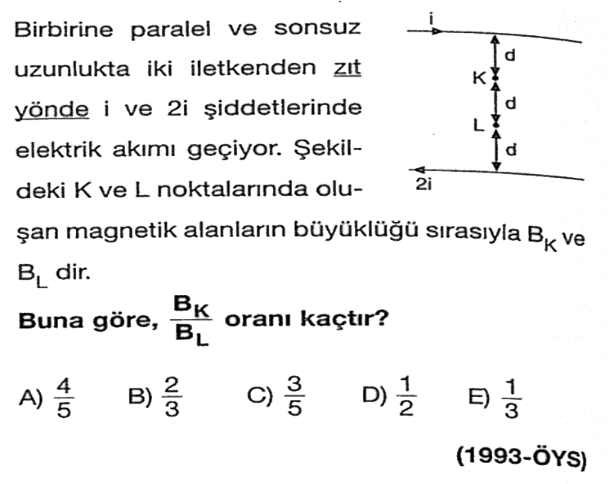 Birbirine paralel ve sonsuz
uzunlukta iki iletkenden zıt
yönde i ve 2i şiddetlerinde
elektrik akımı geçiyor. Şekil-
deki K ve L noktalarında olu-
şan magnetik alanların büyüklüğü sırasıyla B_K ve
B_L dir.
i
d
K
d
L
d
2i
Buna göre, B_K/B_L oranı kaçtır?
A) 4/5 B) 2/3 C) 3/5 D) 1/2 E) 1/3
(1993-ÖYS)